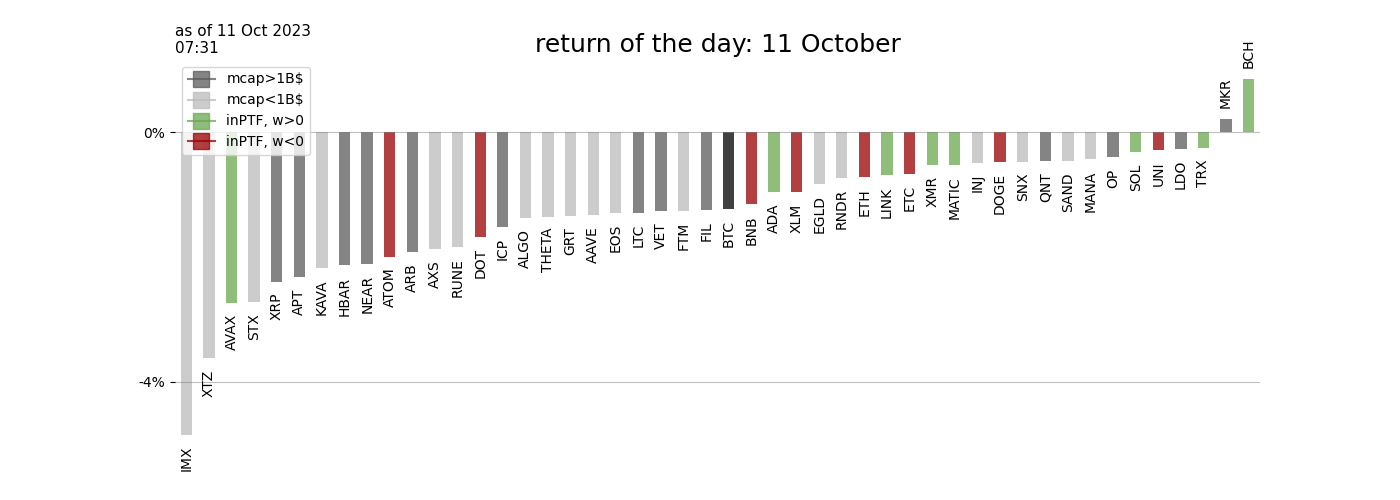 as of 11 Oct 2023
07:31
return of the day: 11 October
mcap>1B$
mcap<1B$
inPTF, w>0
inPTF, w<0
0%
-4%
IMX
XTZ
AVAX
STX
XRP
APT
KAVA
HBAR
NEAR
ATOM
ARB
AXS
RUNE
DOT
ICP
ALGO
THETA
GRT
AAVE
EOS
LTC
VET
FTM
FIL
BTC
BNB
ADA
XLM
EGLD
RNDR
ETH
LINK
ETC
XMR
MATIC
INJ
DOGE
SNX
QNT
SAND
MANA
OP
SOL
UNI
LDO
TRX
MKR
BCH